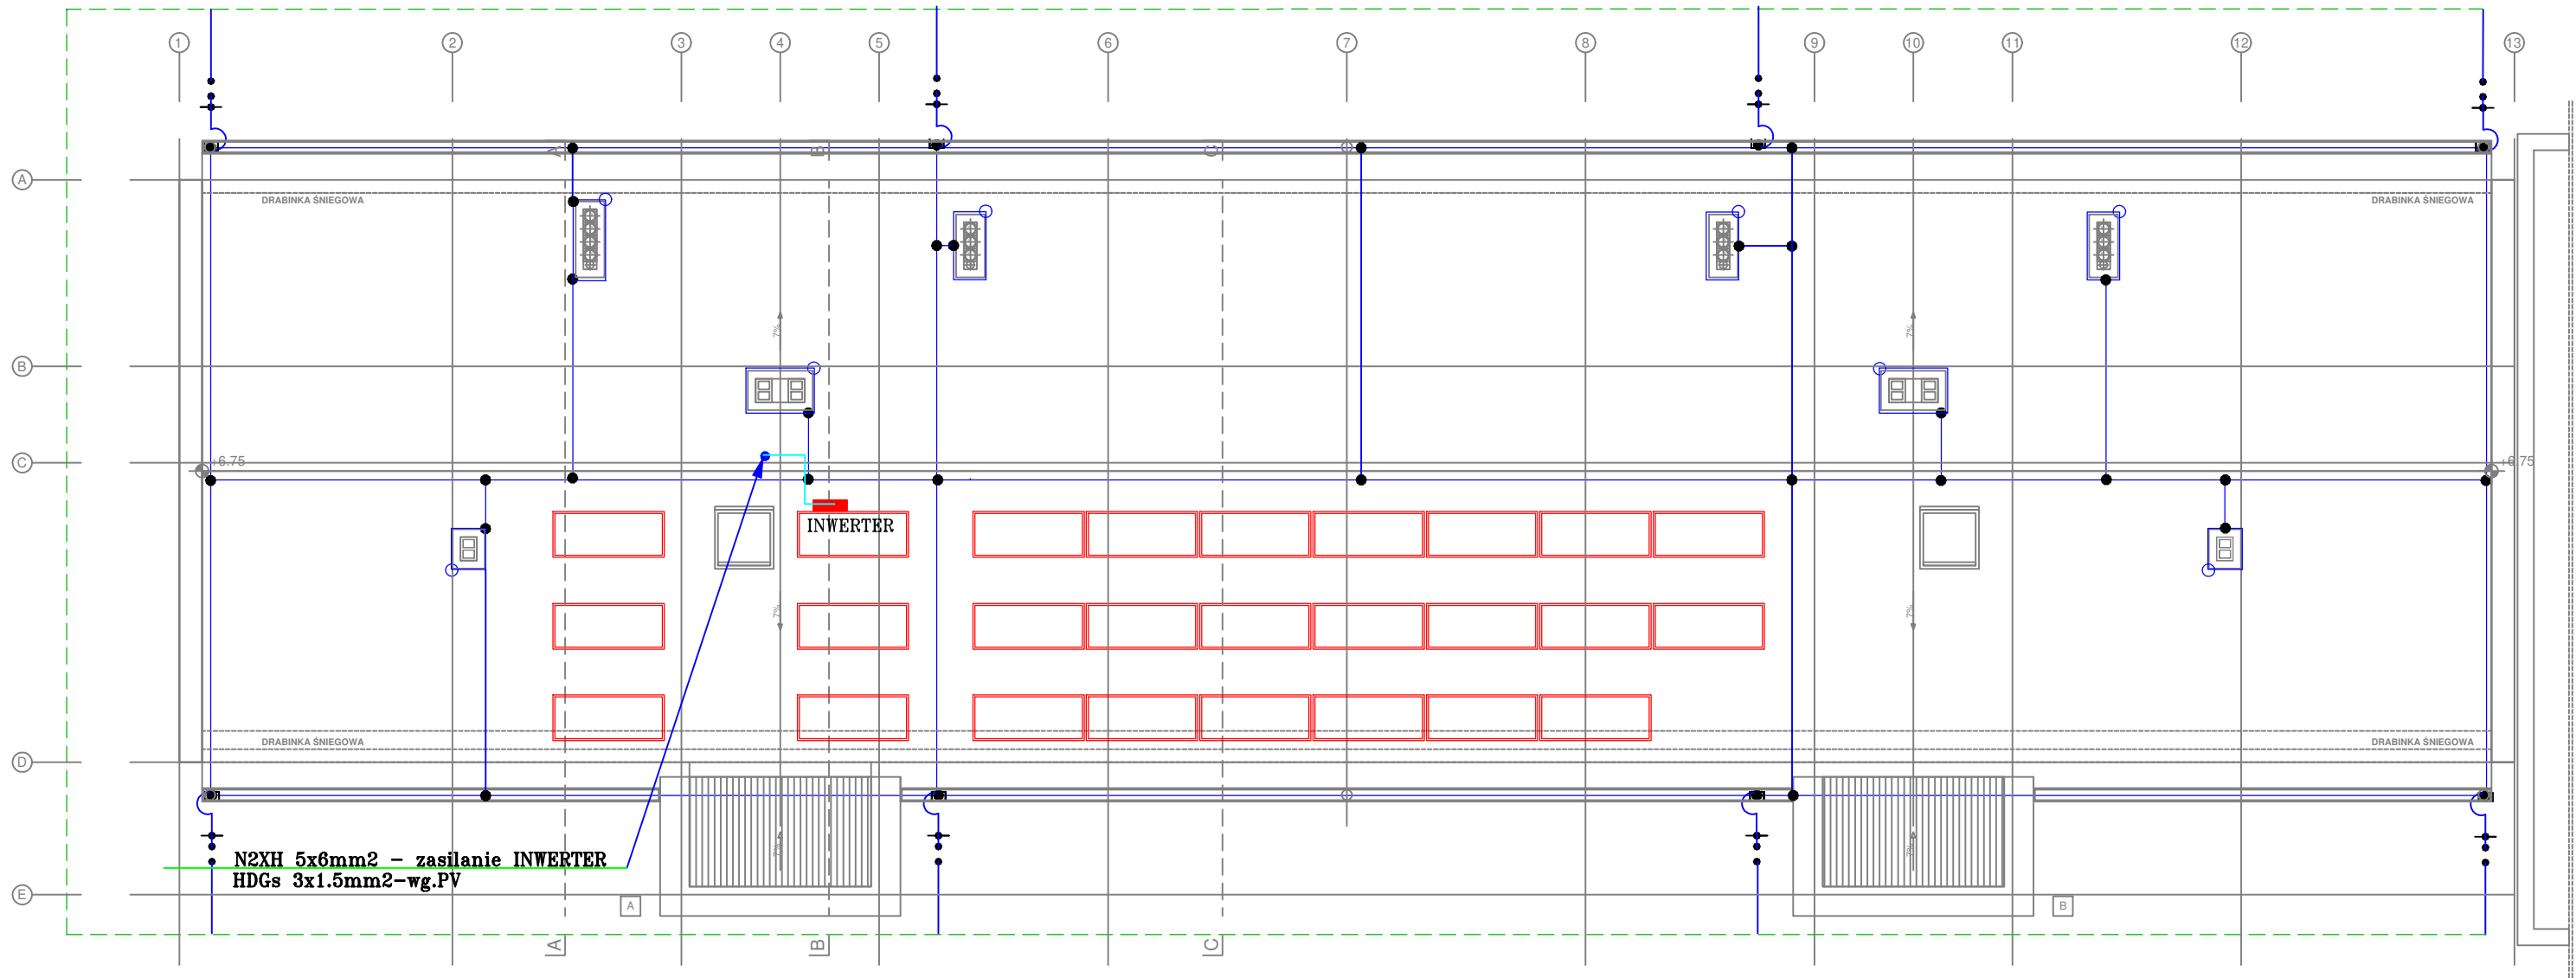 1 2 3 4 5 6 7 8 9 10 11 12 13
A B C
A
DRABINKA ŚNIEGOWA DRABINKA ŚNIEGOWA
7% 7%
B
C +6.75 +6.75
INWERTER
7% 7%
DRABINKA ŚNIEGOWA DRABINKA ŚNIEGOWA
D
7% 7%
N2XH 5x6mm2 - zasilanie INWERTER
HDGs 3x1.5mm2-wg.PV
E
A B
A B C